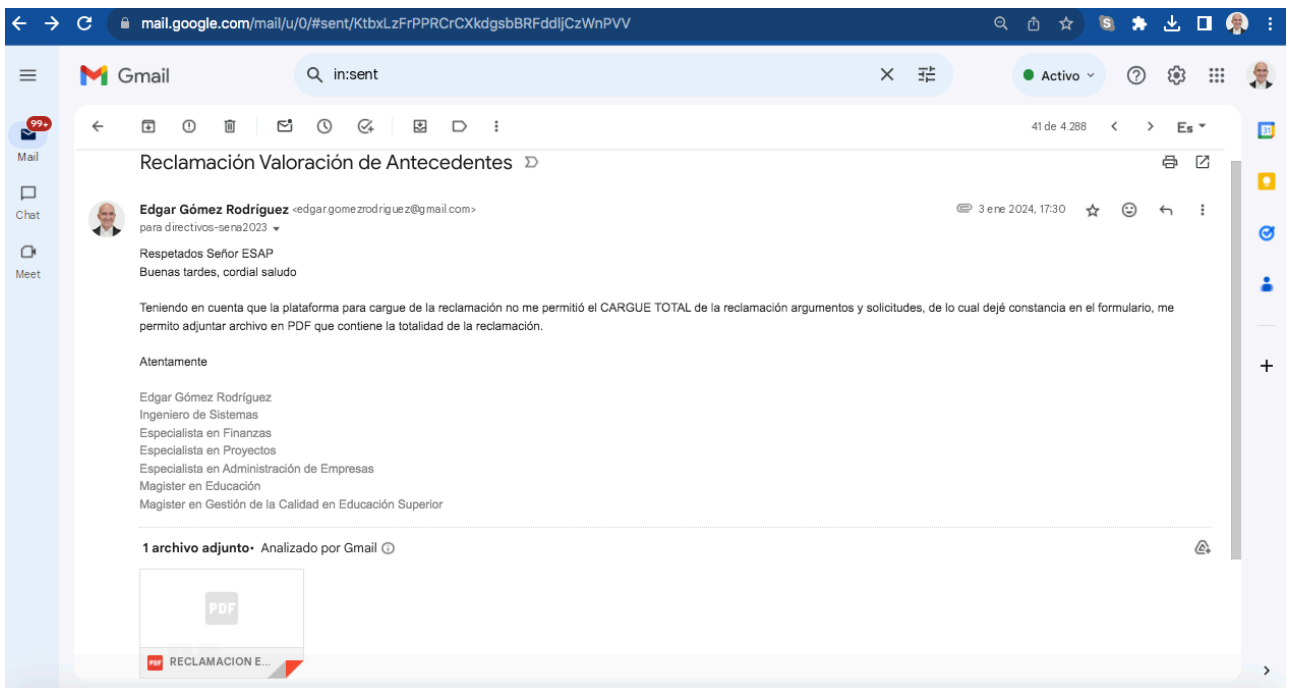 mail.google.com/mail/u/0/#sent/KtbxLzFrPPRCrCXkdgsbBRFddljCzWnPVV
Gmail
in:sent
Activo
99+
Mail
Chat
Meet
41 de 4.288
Es
31
Reclamación Valoración de Antecedentes
Edgar Gómez Rodríguez <edgar.gomezrodriguez@gmail.com>
3 ene 2024, 17:30
para directivos-sena2023
Respetados Señor ESAP
Buenas tardes, cordial saludo
Teniendo en cuenta que la plataforma para cargue de la reclamación no me permitió el CARGUE TOTAL de la reclamación argumentos y solicitudes, de lo cual dejé constancia en el formulario, me
permito adjuntar archivo en PDF que contiene la totalidad de la reclamación.
Atentamente
Edgar Gómez Rodríguez
Ingeniero de Sistemas
Especialista en Finanzas
Especialista en Proyectos
Especialista en Administración de Empresas
Magister en Educación
Magister en Gestión de la Calidad en Educación Superior
1 archivo adjunto• Analizado por Gmail
PDF
PDF RECLAMACION E...